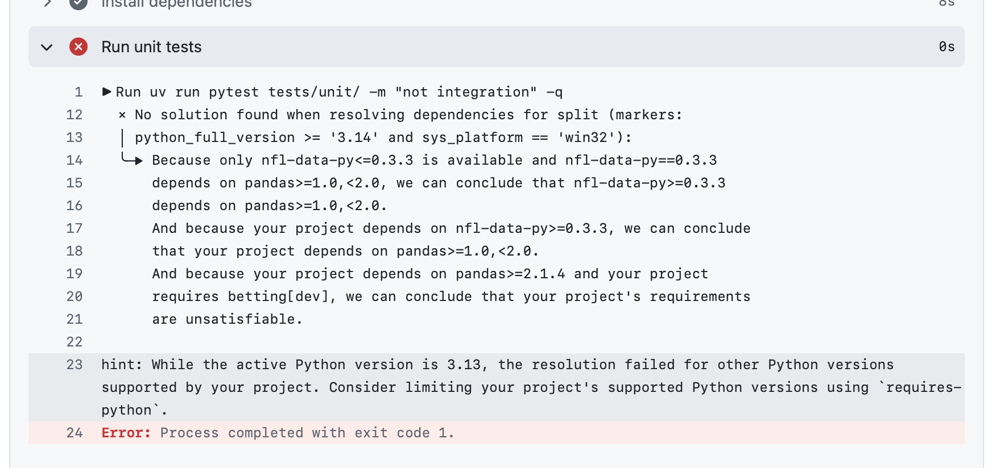 Install dependencies 8s
Run unit tests 0s
1 Run uv run pytest tests/unit/ -m "not integration" -q
12 × No solution found when resolving dependencies for split (markers:
13 │ python_full_version >= '3.14' and sys_platform == 'win32'):
14 ╰─▶ Because only nfl-data-py<=0.3.3 is available and nfl-data-py==0.3.3
15 depends on pandas>=1.0,<2.0, we can conclude that nfl-data-py>=0.3.3
16 depends on pandas>=1.0,<2.0.
17 And because your project depends on nfl-data-py>=0.3.3, we can conclude
18 that your project depends on pandas>=1.0,<2.0.
19 And because your project depends on pandas>=2.1.4 and your project
20 requires betting[dev], we can conclude that your project's requirements
21 are unsatisfiable.
22
23 hint: While the active Python version is 3.13, the resolution failed for other Python versions
supported by your project. Consider limiting your project's supported Python versions using `requires-
python`.
24 Error: Process completed with exit code 1.